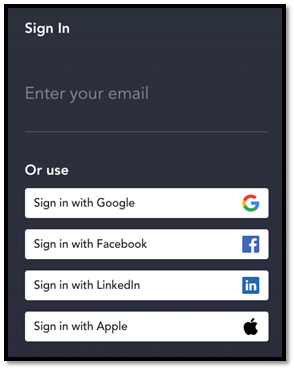 Sign In
Enter your email
Or use
Sign in with Google
Sign in with Facebook
Sign in with LinkedIn
Sign in with Apple